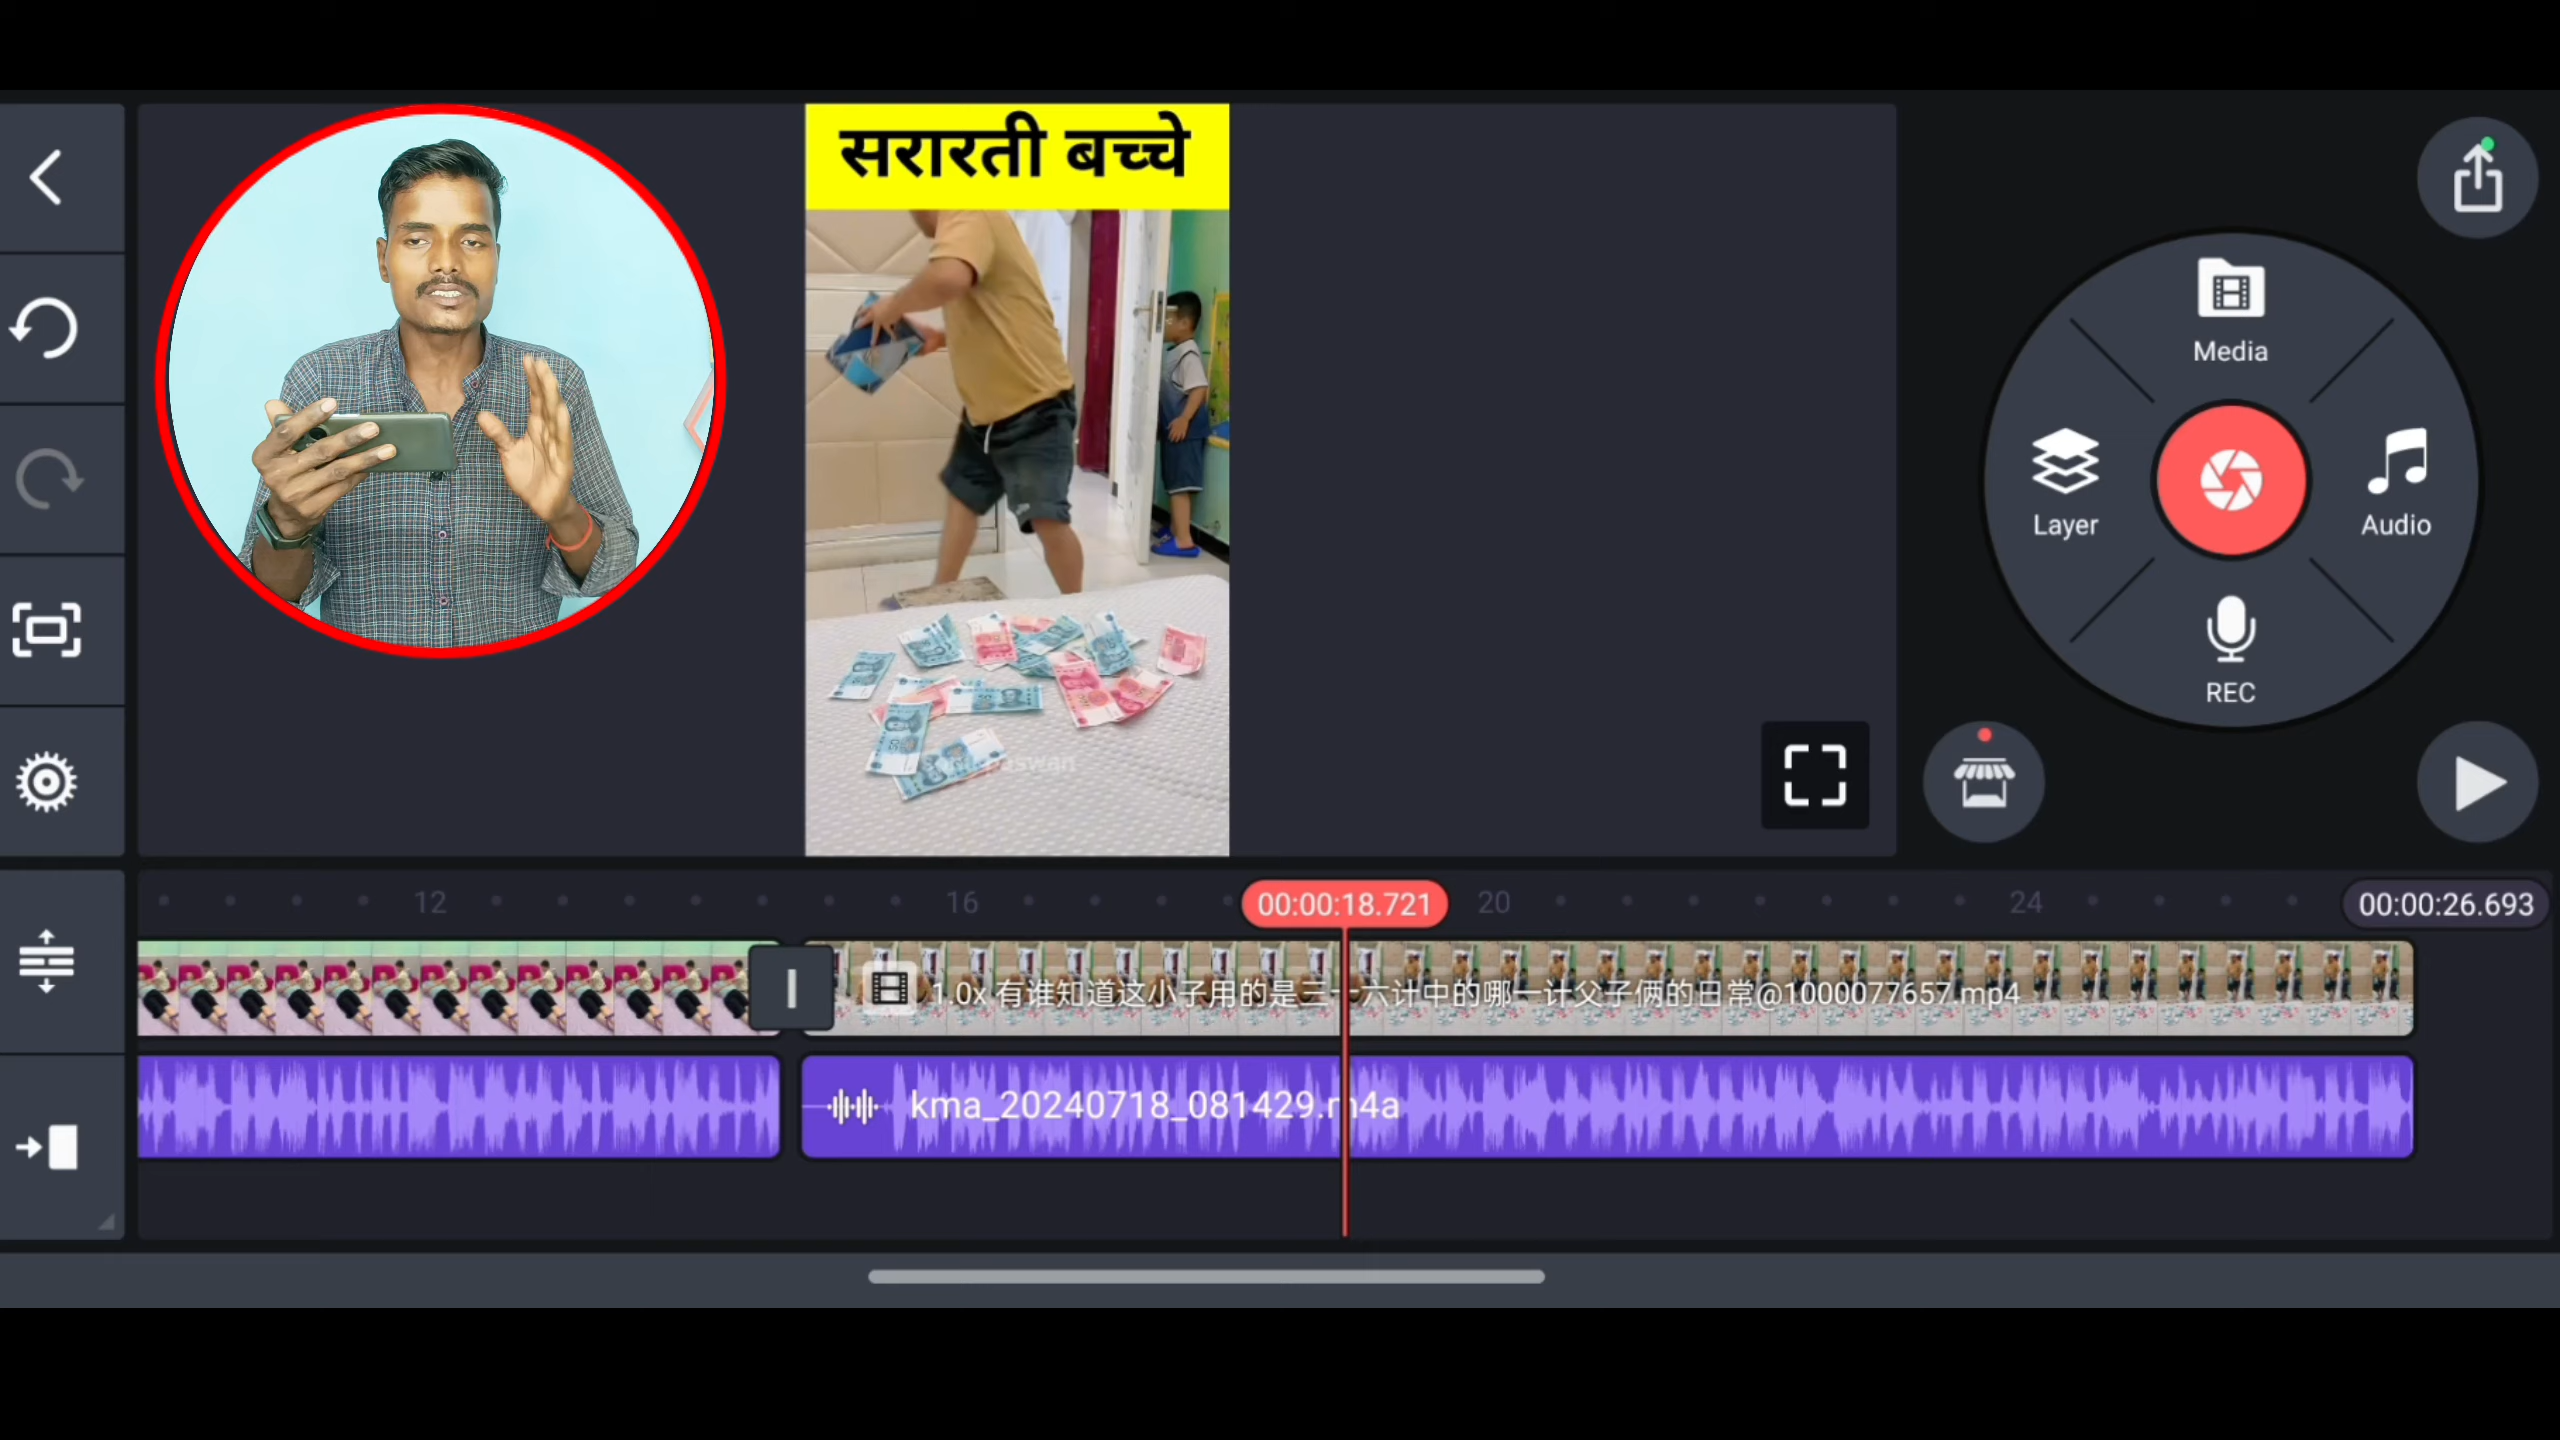 सरारती बच्चे
Media
Layer
Audio
REC
12
16
00:00:18.721
20
24
00:00:26.693
1.0x 有谁知道这小子用的是三十六计中的哪一计父子俩的日常@1000077657.mp4
kma_20240718_081429.m4a